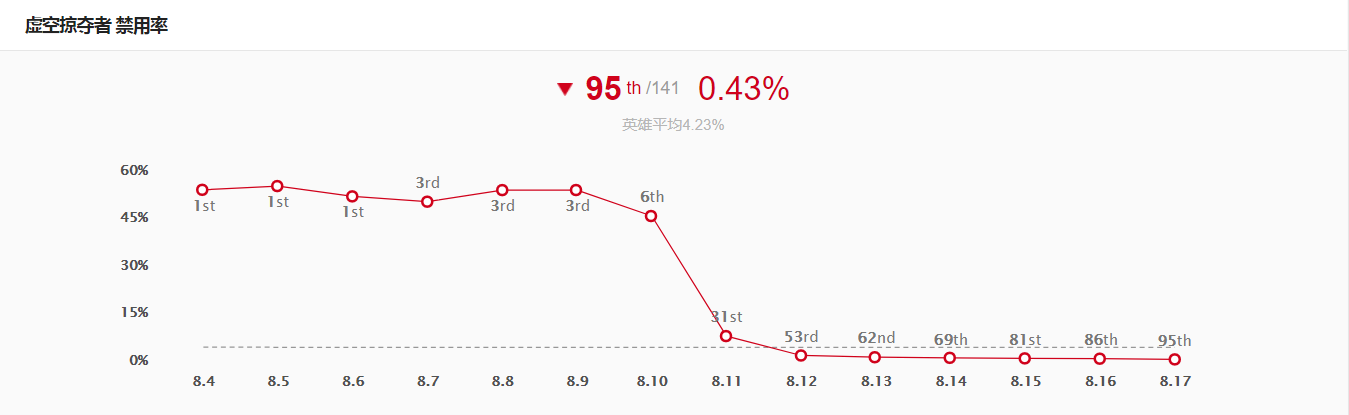 虚空掠夺者 禁用率
▼ 95 th /141 0.43%
英雄平均4.23%
60%
45%
30%
15%
0%
1st 1st 1st 3rd 3rd 3rd 6th 31st 53rd 62nd 69th 81st 86th 95th
8.4 8.5 8.6 8.7 8.8 8.9 8.10 8.11 8.12 8.13 8.14 8.15 8.16 8.17